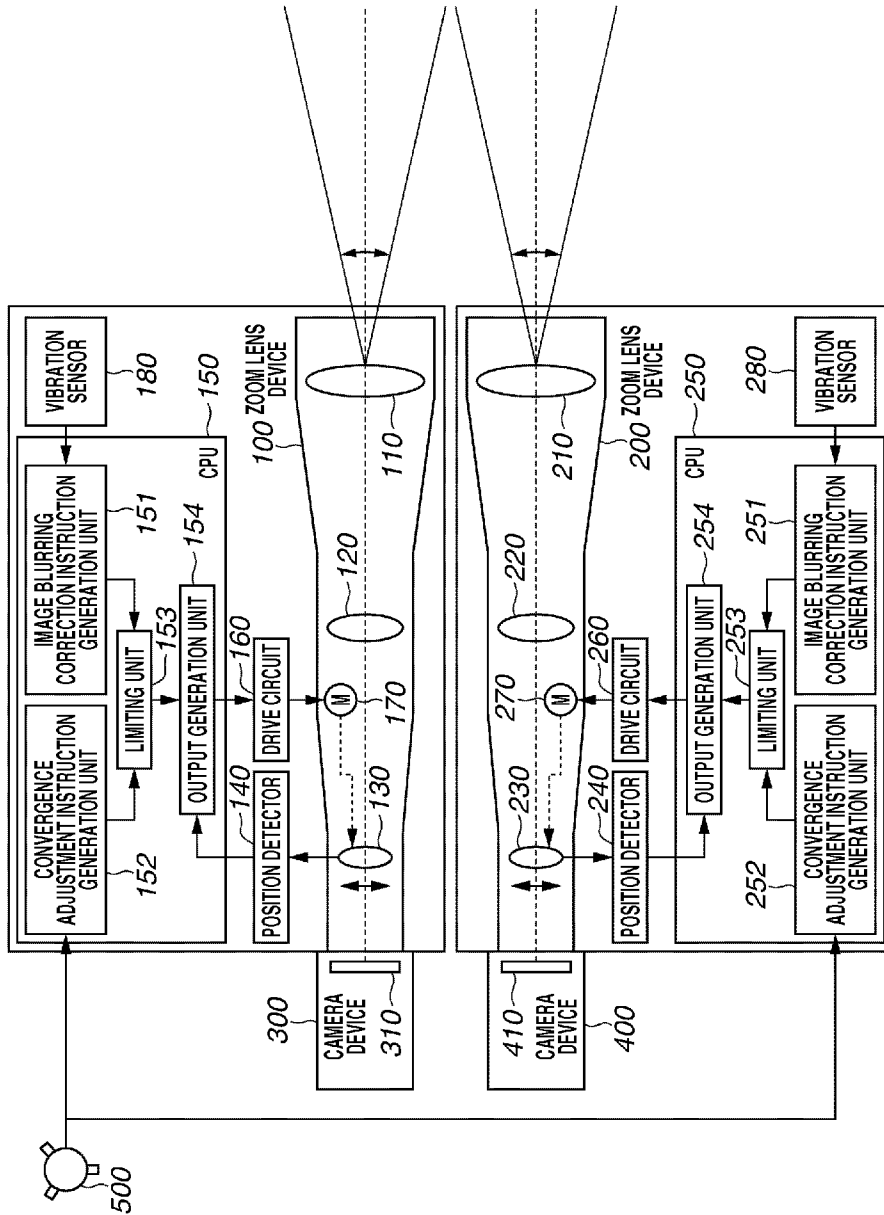 500
CONVERGENCE
ADJUSTMENT INSTRUCTION
GENERATION UNIT
152
IMAGE BLURRING
CORRECTION INSTRUCTION
GENERATION UNIT
151
VIBRATION
SENSOR
180
LIMITING UNIT
153
CPU
150
OUTPUT GENERATION UNIT
154
POSITION DETECTOR
140
DRIVE CIRCUIT
160
ZOOM LENS
DEVICE
100
300
CAMERA
DEVICE
310
130
M
170
120
110
410
CAMERA
DEVICE
400
230
M
270
220
210
200
ZOOM LENS
DEVICE
POSITION DETECTOR
240
DRIVE CIRCUIT
260
OUTPUT GENERATION UNIT
254
CPU
250
LIMITING UNIT
253
252
CONVERGENCE
ADJUSTMENT INSTRUCTION
GENERATION UNIT
251
IMAGE BLURRING
CORRECTION INSTRUCTION
GENERATION UNIT
280
VIBRATION
SENSOR